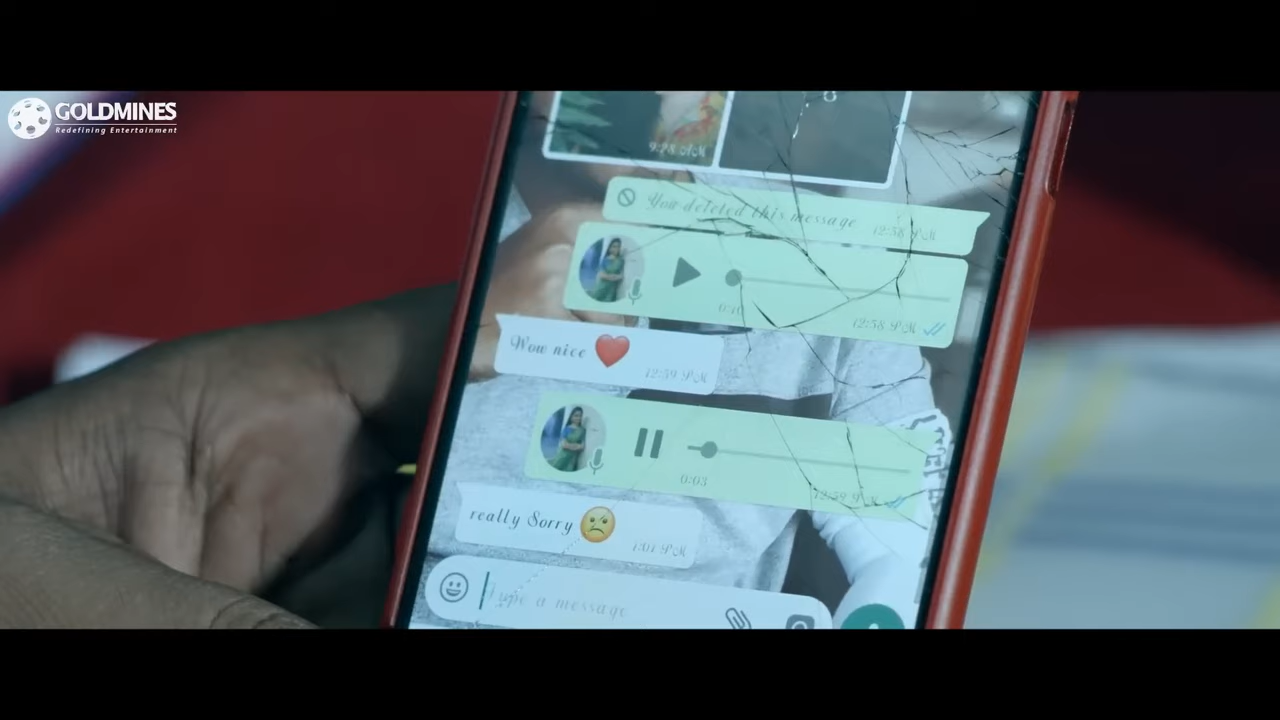 GOLDMINES
Redefining Entertainment
9:28 AM
You deleted this message 12:58 PM
12:58 PM
Wow nice ❤️
12:59 PM
0:03
12:59 PM
really Sorry 🙁
1:01 PM
Type a message